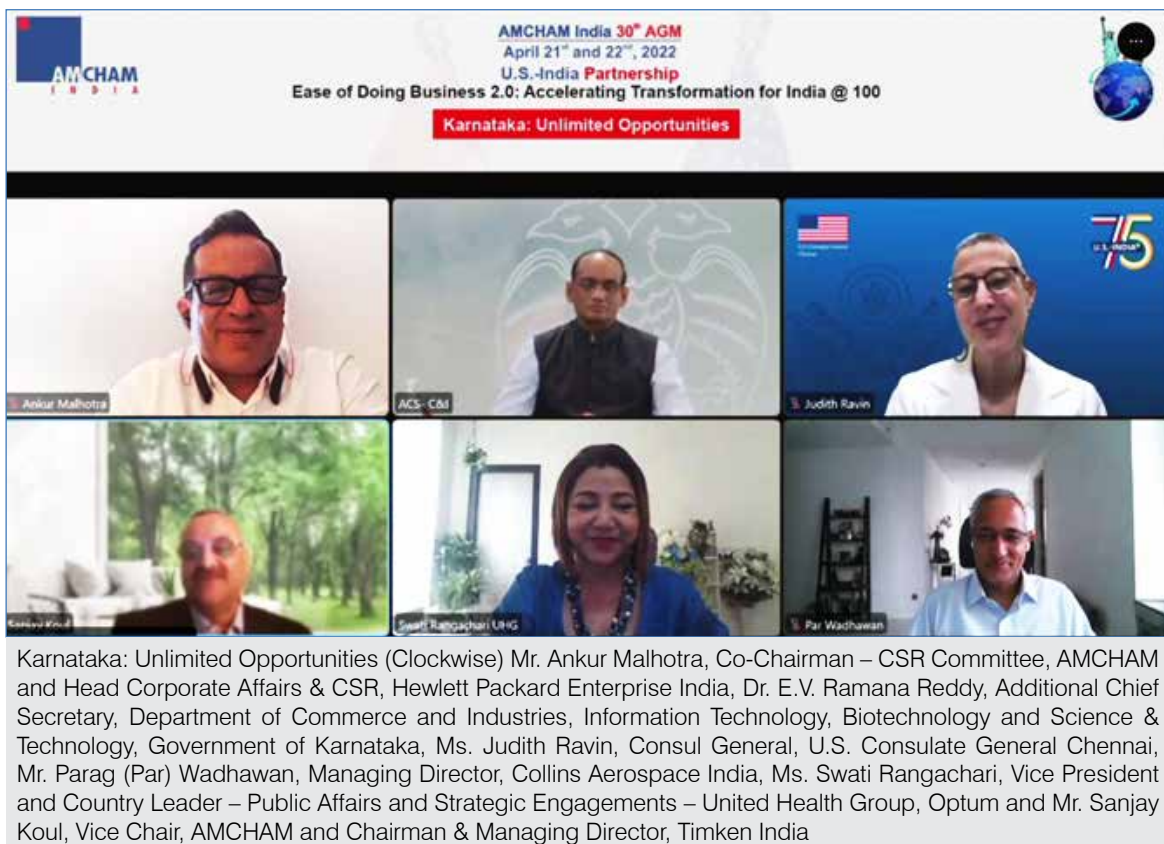 AMCHAM
INDIA
AMCHAM India 30th AGM
April 21st and 22nd, 2022
U.S.-India Partnership
Ease of Doing Business 2.0: Accelerating Transformation for India @ 100
Karnataka: Unlimited Opportunities
75
U.S.-INDIA
Ankur Malhotra
ACS- C&I
Judith Ravin
Sanjay Koul
Swati Rangachari UHG
Par Wadhawan
Karnataka: Unlimited Opportunities (Clockwise) Mr. Ankur Malhotra, Co-Chairman – CSR Committee, AMCHAM
and Head Corporate Affairs & CSR, Hewlett Packard Enterprise India, Dr. E.V. Ramana Reddy, Additional Chief
Secretary, Department of Commerce and Industries, Information Technology, Biotechnology and Science &
Technology, Government of Karnataka, Ms. Judith Ravin, Consul General, U.S. Consulate General Chennai,
Mr. Parag (Par) Wadhawan, Managing Director, Collins Aerospace India, Ms. Swati Rangachari, Vice President
and Country Leader – Public Affairs and Strategic Engagements – United Health Group, Optum and Mr. Sanjay
Koul, Vice Chair, AMCHAM and Chairman & Managing Director, Timken India